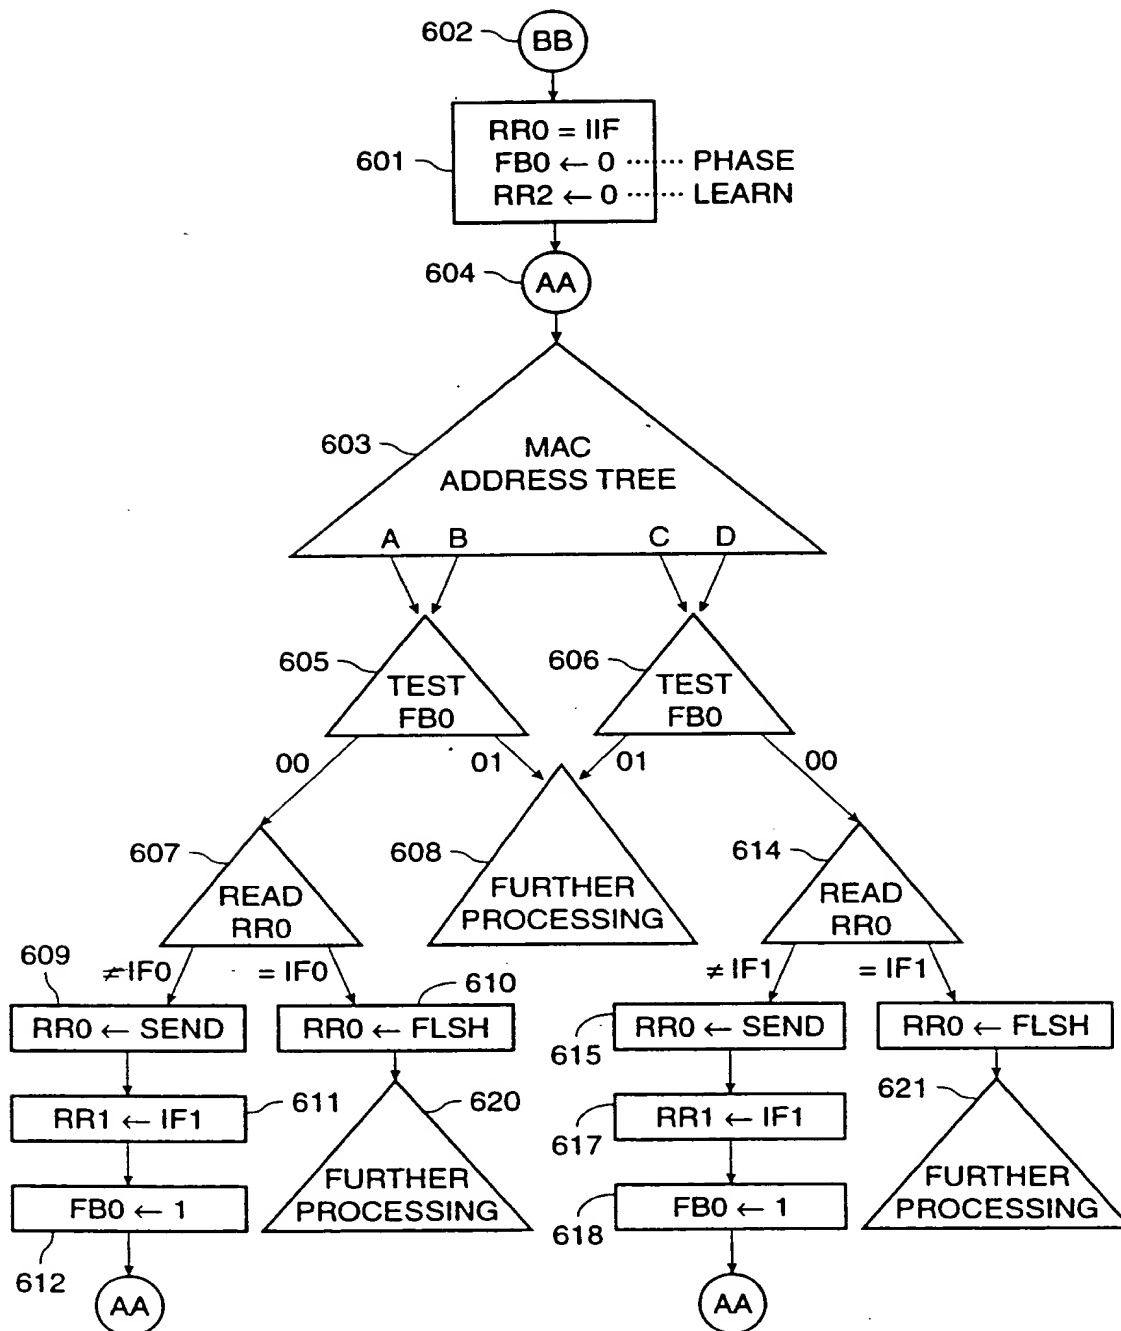 602
BB
601
RR0 = IIF
FB0 ← 0 ...... PHASE
RR2 ← 0 ...... LEARN
604
AA
603
MAC
ADDRESS TREE
A B C D
605
TEST
FB0
606
TEST
FB0
00
01
01
00
607
READ
RR0
608
FURTHER
PROCESSING
614
READ
RR0
≠ IF0
= IF0
≠ IF1
= IF1
609
RR0 ← SEND
610
RR0 ← FLSH
615
RR0 ← SEND
RR0 ← FLSH
RR1 ← IF1
611
620
FURTHER
PROCESSING
617
RR1 ← IF1
621
FURTHER
PROCESSING
FB0 ← 1
612
618
FB0 ← 1
AA
AA